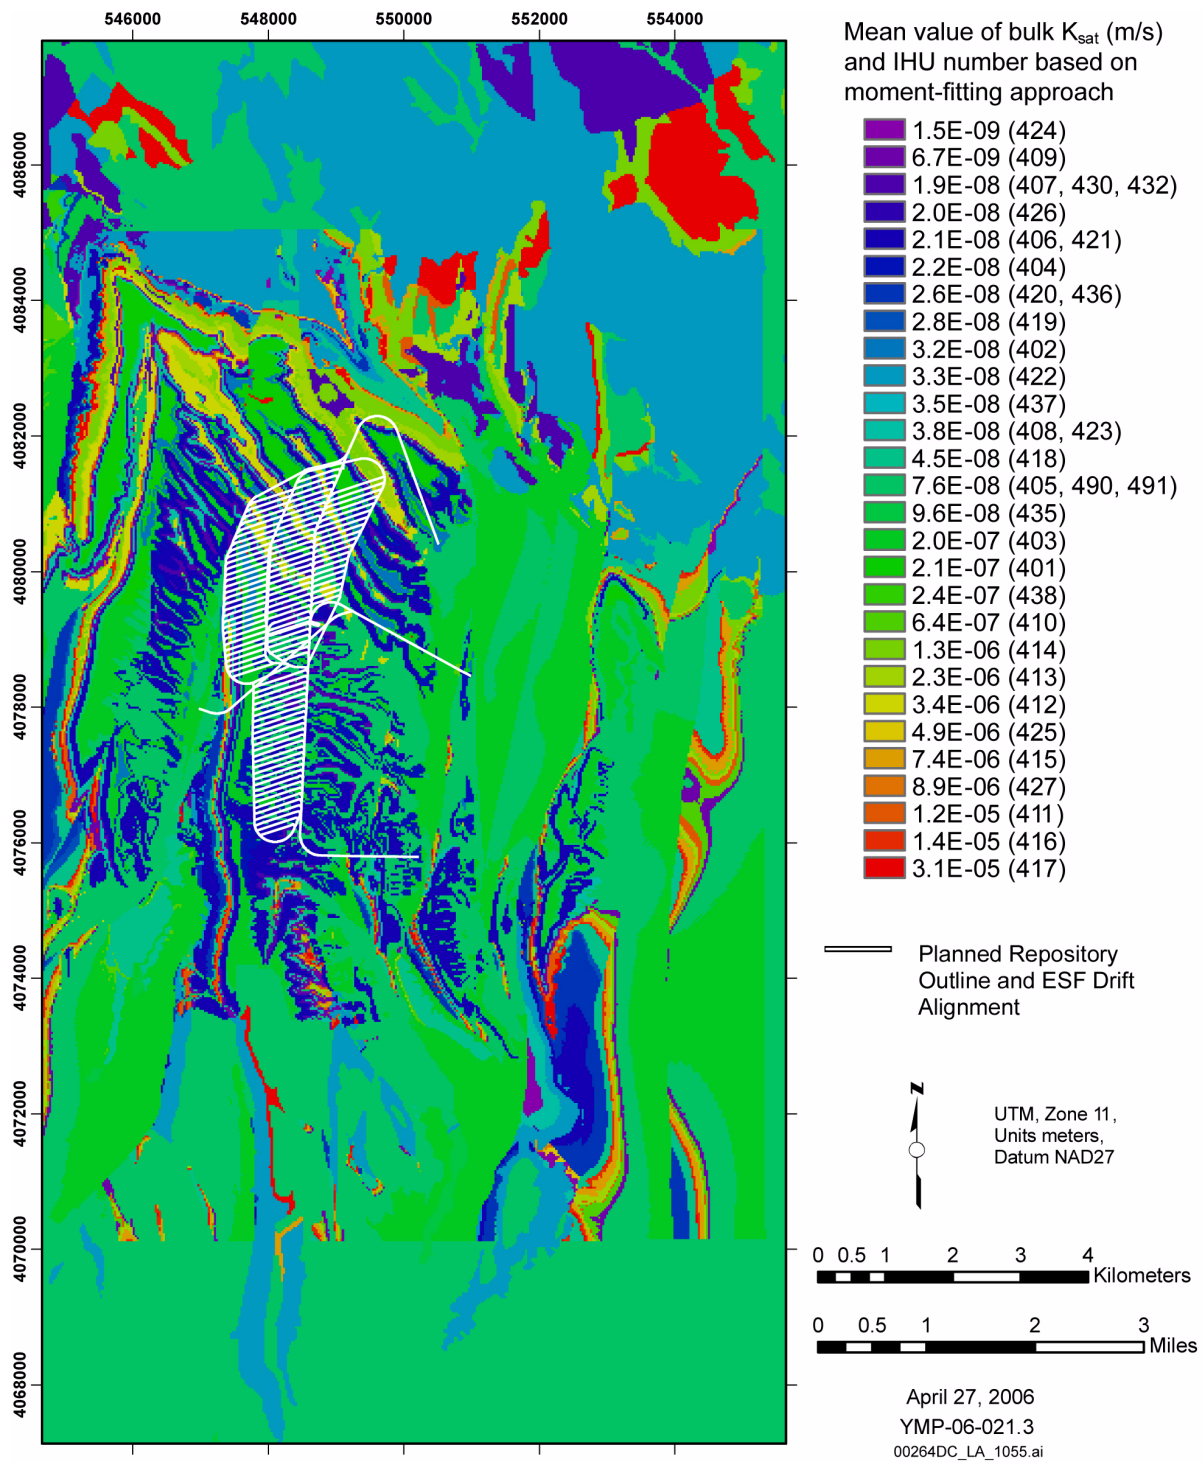 546000 548000 550000 552000 554000
4086000
4084000
4082000
4080000
4078000
4076000
4074000
4072000
4070000
4068000
Mean value of bulk Ksat (m/s)
and IHU number based on
moment-fitting approach
1.5E-09 (424)
6.7E-09 (409)
1.9E-08 (407, 430, 432)
2.0E-08 (426)
2.1E-08 (406, 421)
2.2E-08 (404)
2.6E-08 (420, 436)
2.8E-08 (419)
3.2E-08 (402)
3.3E-08 (422)
3.5E-08 (437)
3.8E-08 (408, 423)
4.5E-08 (418)
7.6E-08 (405, 490, 491)
9.6E-08 (435)
2.0E-07 (403)
2.1E-07 (401)
2.4E-07 (438)
6.4E-07 (410)
1.3E-06 (414)
2.3E-06 (413)
3.4E-06 (412)
4.9E-06 (425)
7.4E-06 (415)
8.9E-06 (427)
1.2E-05 (411)
1.4E-05 (416)
3.1E-05 (417)
Planned Repository
Outline and ESF Drift
Alignment
N
UTM, Zone 11,
Units meters,
Datum NAD27
0 0.5 1 2 3 4
Kilometers
0 0.5 1 2 3
Miles
April 27, 2006
YMP-06-021.3
00264DC_LA_1055.ai